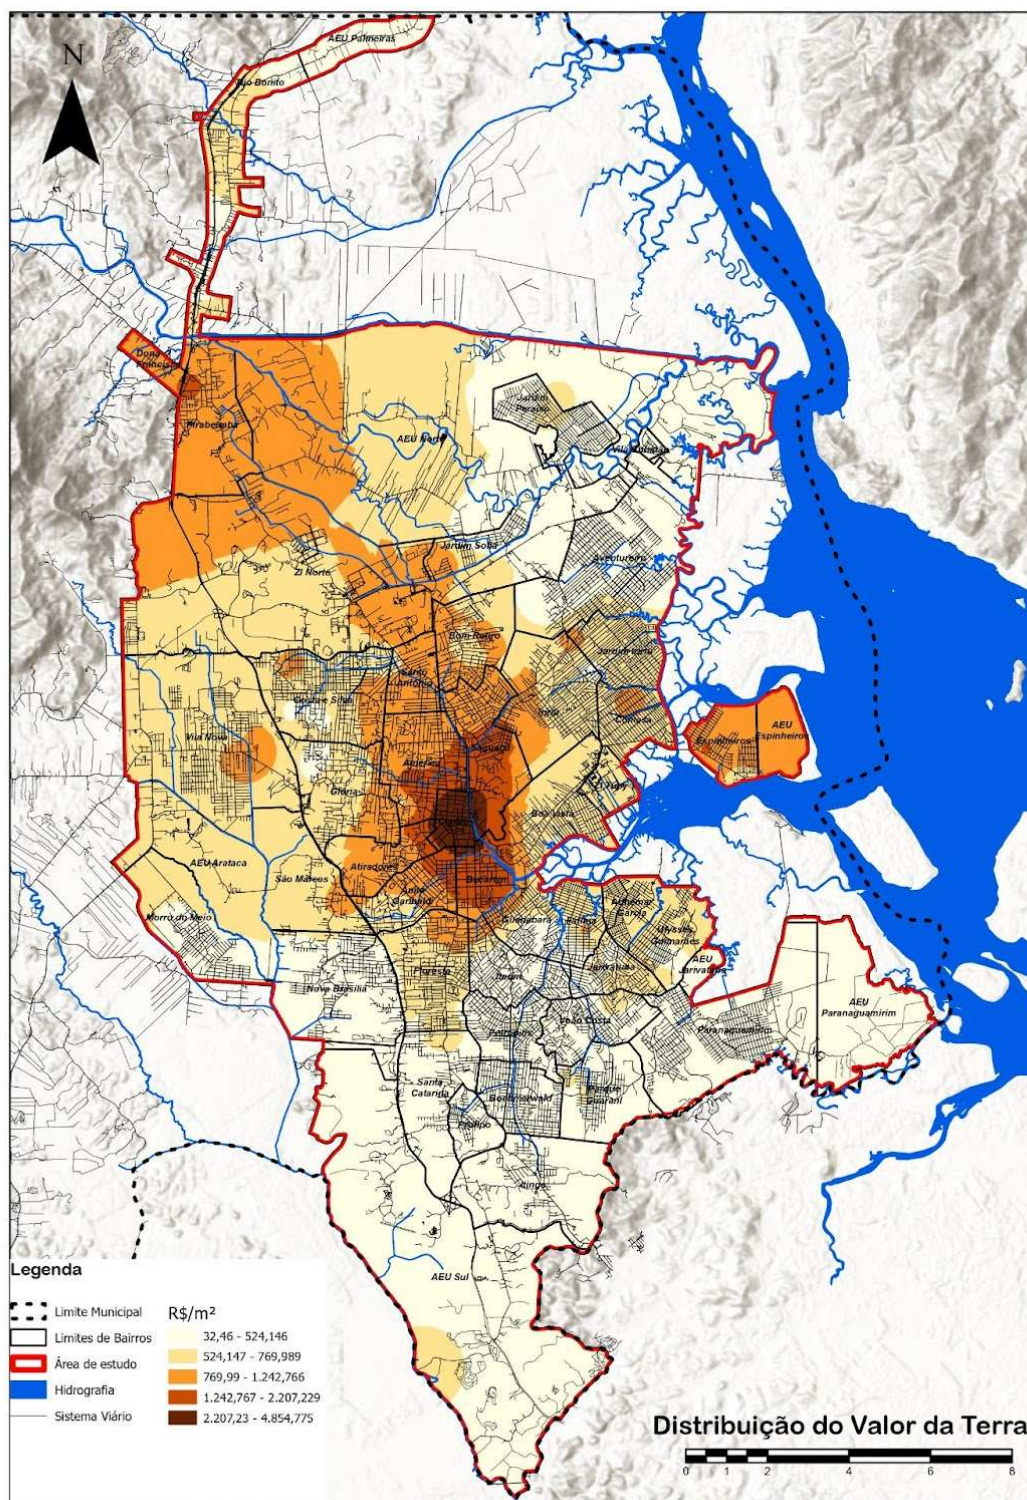 AEU Palmeiras
N
Rio Bonito
Dona
Francisca
Pirabeiraba
Jardim
Paraíso
AEU Norte
Vila Cubatão
Jardim Sofia
Aventureiro
ZI Norte
Bom Retiro
Jardim Iririú
Santo
Antônio
Costa e Silva
Iririú
Comasa
Vila Nova
Saguaçú
Espinheiros
AEU
Espinheiros
América
Glória
ZI Tupy
Boa Vista
AEU Arataca
São Marcos
Atiradores
Anita
Garibaldi
Bucarein
Morro do Meio
Guanabara
Fátima
Adhemar
Garcia
Ulysses
Guimarães
Floresta
Itaum
Jarivatuba
AEU
Jarivatuba
Nova Brasília
AEU
Paranaguamirim
Petrópolis
João Costa
Paranaguamirim
Santa
Catarina
Boehmerwald
Parque
Guarani
Profipo
Itinga
AEU Sul
Legenda
Limite Municipal
Limites de Bairros
Área de estudo
Hidrografia
Sistema Viário
R$/m²
32,46 - 524,146
524,147 - 769,989
769,99 - 1.242,766
1.242,767 - 2.207,229
2.207,23 - 4.854,775
Distribuição do Valor da Terra
0 1 2 4 6 8